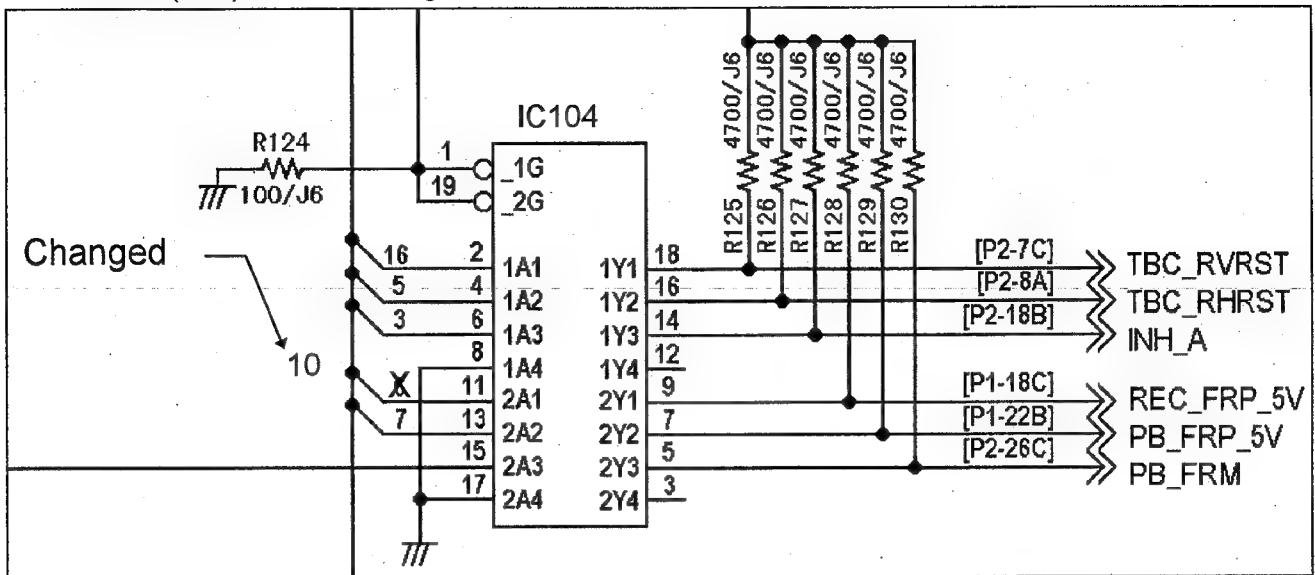 IC104
R124
100/J6
Changed
10
1 _1G
19 _2G
16 2 1A1
5 4 1A2
3 6 1A3
8 1A4
11 2A1
7 13 2A2
15 2A3
17 2A4
1Y1 18
1Y2 16
1Y3 14
1Y4 12
2Y1 9
2Y2 7
2Y3 5
2Y4 3
R125 4700/J6
R126 4700/J6
R127 4700/J6
R128 4700/J6
R129 4700/J6
R130 4700/J6
[P2-7C] TBC_RVRST
[P2-8A] TBC_RHRST
[P2-18B] INH_A
[P1-18C] REC_FRP_5V
[P1-22B] PB_FRP_5V
[P2-26C] PB_FRM